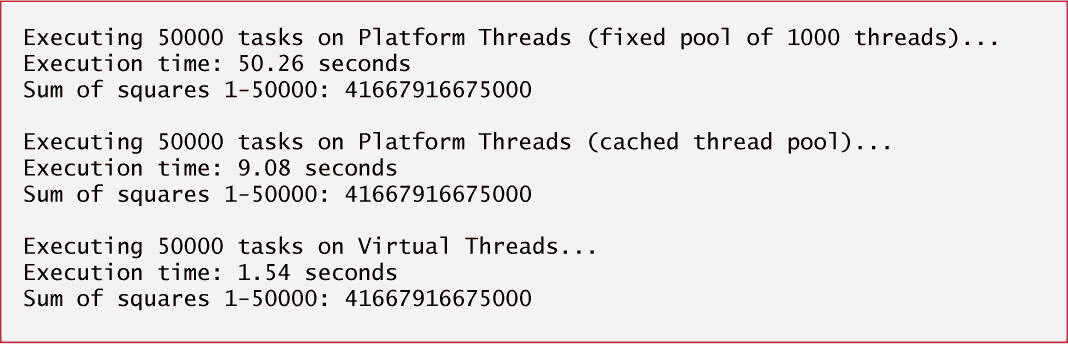 Executing 50000 tasks on Platform Threads (fixed pool of 1000 threads)...
Execution time: 50.26 seconds
Sum of squares 1-50000: 41667916675000
Executing 50000 tasks on Platform Threads (cached thread pool)...
Execution time: 9.08 seconds
Sum of squares 1-50000: 41667916675000
Executing 50000 tasks on Virtual Threads...
Execution time: 1.54 seconds
Sum of squares 1-50000: 41667916675000